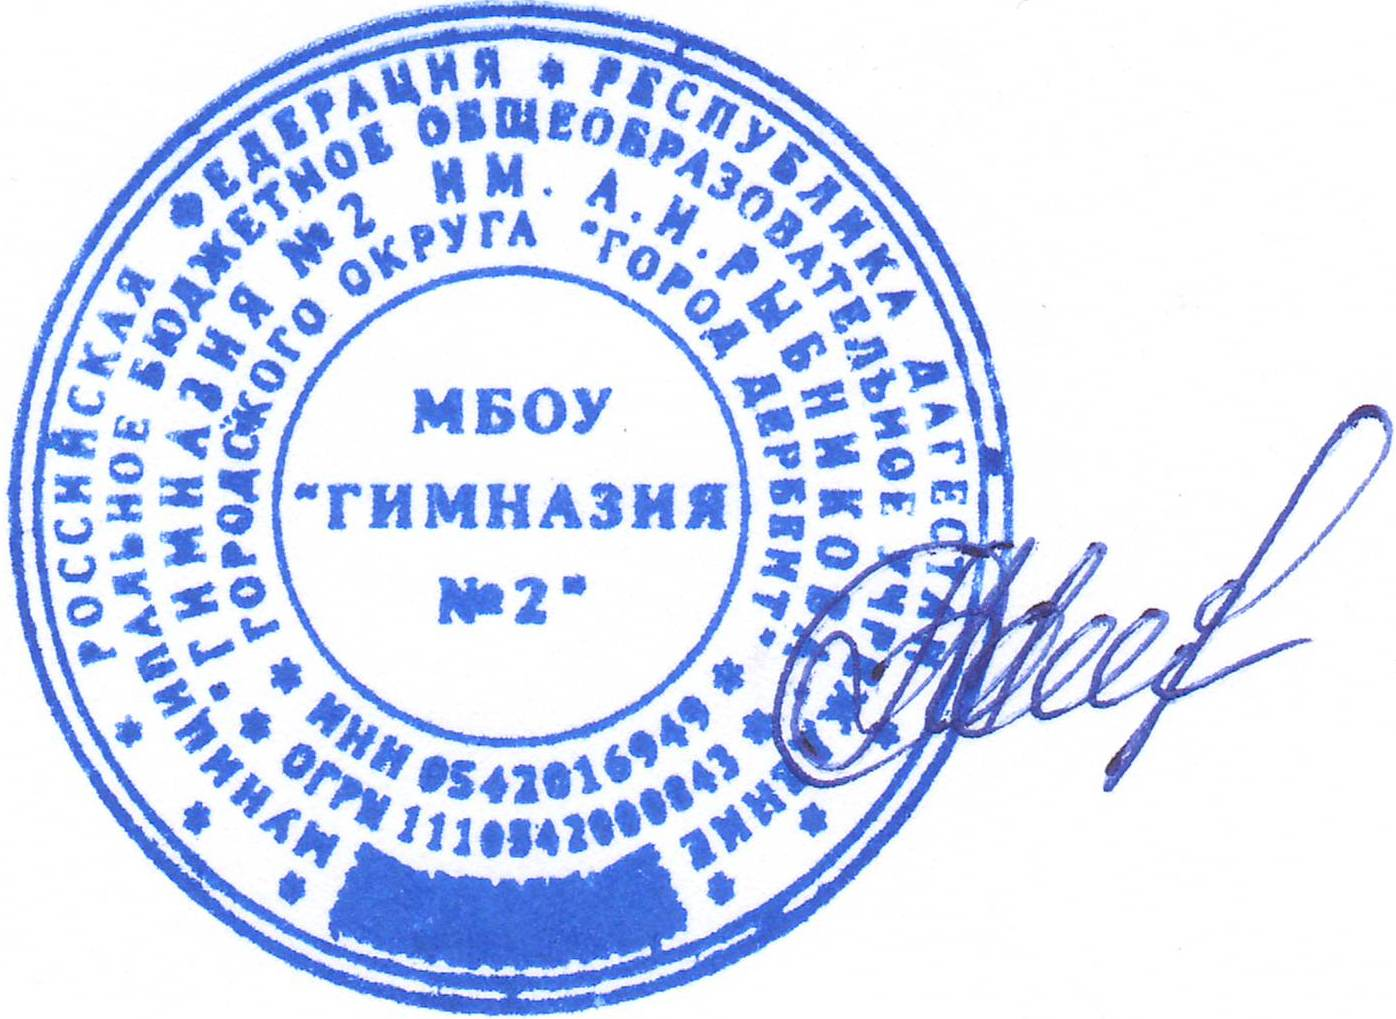 РОССИЙСКАЯ ФЕДЕРАЦИЯ * РЕСПУБЛИКА ДАГЕСТАН *
МУНИЦИПАЛЬНОЕ БЮДЖЕТНОЕ ОБЩЕОБРАЗОВАТЕЛЬНОЕ УЧРЕЖДЕНИЕ
"ГИМНАЗИЯ №2 ИМ. А.И.РЫБНИКОВА
ГОРОДСКОГО ОКРУГА "ГОРОД ДЕРБЕНТ"
* ИНН 0542016949 *
* ОГРН 1110542000843 *
МБОУ
"ГИМНАЗИЯ
№2"